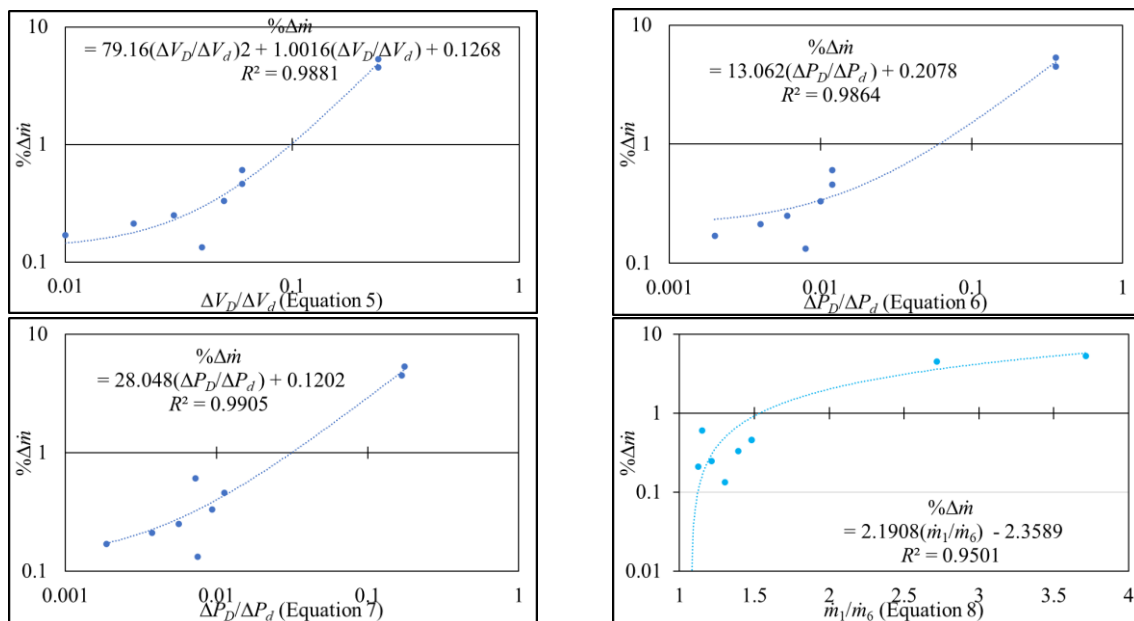 %Δṁ
= 79.16(ΔV_D/ΔV_d)2 + 1.0016(ΔV_D/ΔV_d) + 0.1268
R² = 0.9881
10
1
0.1
%Δṁ
0.01
0.1
1
ΔV_D/ΔV_d (Equation 5)
%Δṁ
= 13.062(ΔP_D/ΔP_d) + 0.2078
R² = 0.9864
10
1
0.1
%Δṁ
0.001
0.01
0.1
1
ΔP_D/ΔP_d (Equation 6)
%Δṁ
= 28.048(ΔP_D/ΔP_d) + 0.1202
R² = 0.9905
10
1
0.1
%Δṁ
0.001
0.01
0.1
1
ΔP_D/ΔP_d (Equation 7)
10
1
0.1
0.01
%Δṁ
%Δṁ
= 2.1908(ṁ₁/ṁ₆) - 2.3589
R² = 0.9501
1
1.5
2
2.5
3
3.5
4
ṁ₁/ṁ₆ (Equation 8)